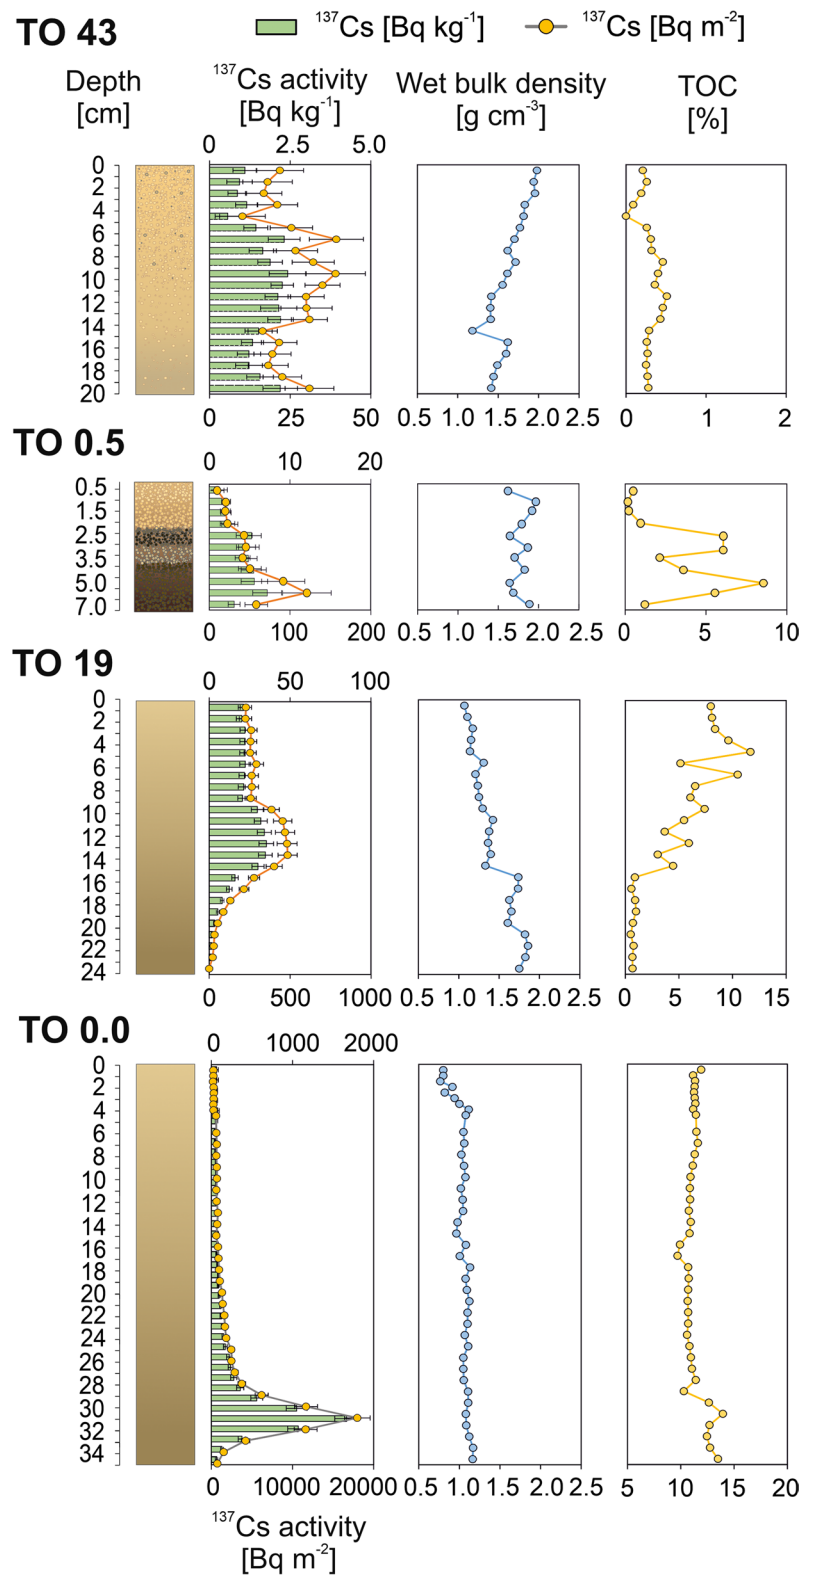 TO 43
¹³⁷Cs [Bq kg⁻¹] ¹³⁷Cs [Bq m⁻²]
Depth
[cm]
¹³⁷Cs activity
[Bq kg⁻¹]
Wet bulk density
[g cm⁻³]
TOC
[%]
0 2.5 5.0
0
2
4
6
8
10
12
14
16
18
20
0 25 50 0.5 1.0 1.5 2.0 2.5 0 1 2
TO 0.5
0 10 20
0.5
1.5
2.5
3.5
5.0
7.0
0 100 200 0.5 1.0 1.5 2.0 2.5 0 5 10
TO 19
0 50 100
0
2
4
6
8
10
12
14
16
18
20
22
24
0 500 1000 0.5 1.0 1.5 2.0 2.5 0 5 10 15
TO 0.0
0 1000 2000
0
2
4
6
8
10
12
14
16
18
20
22
24
26
28
30
32
34
0 10000 20000 0.5 1.0 1.5 2.0 2.5 5 10 15 20
¹³⁷Cs activity
[Bq m⁻²]